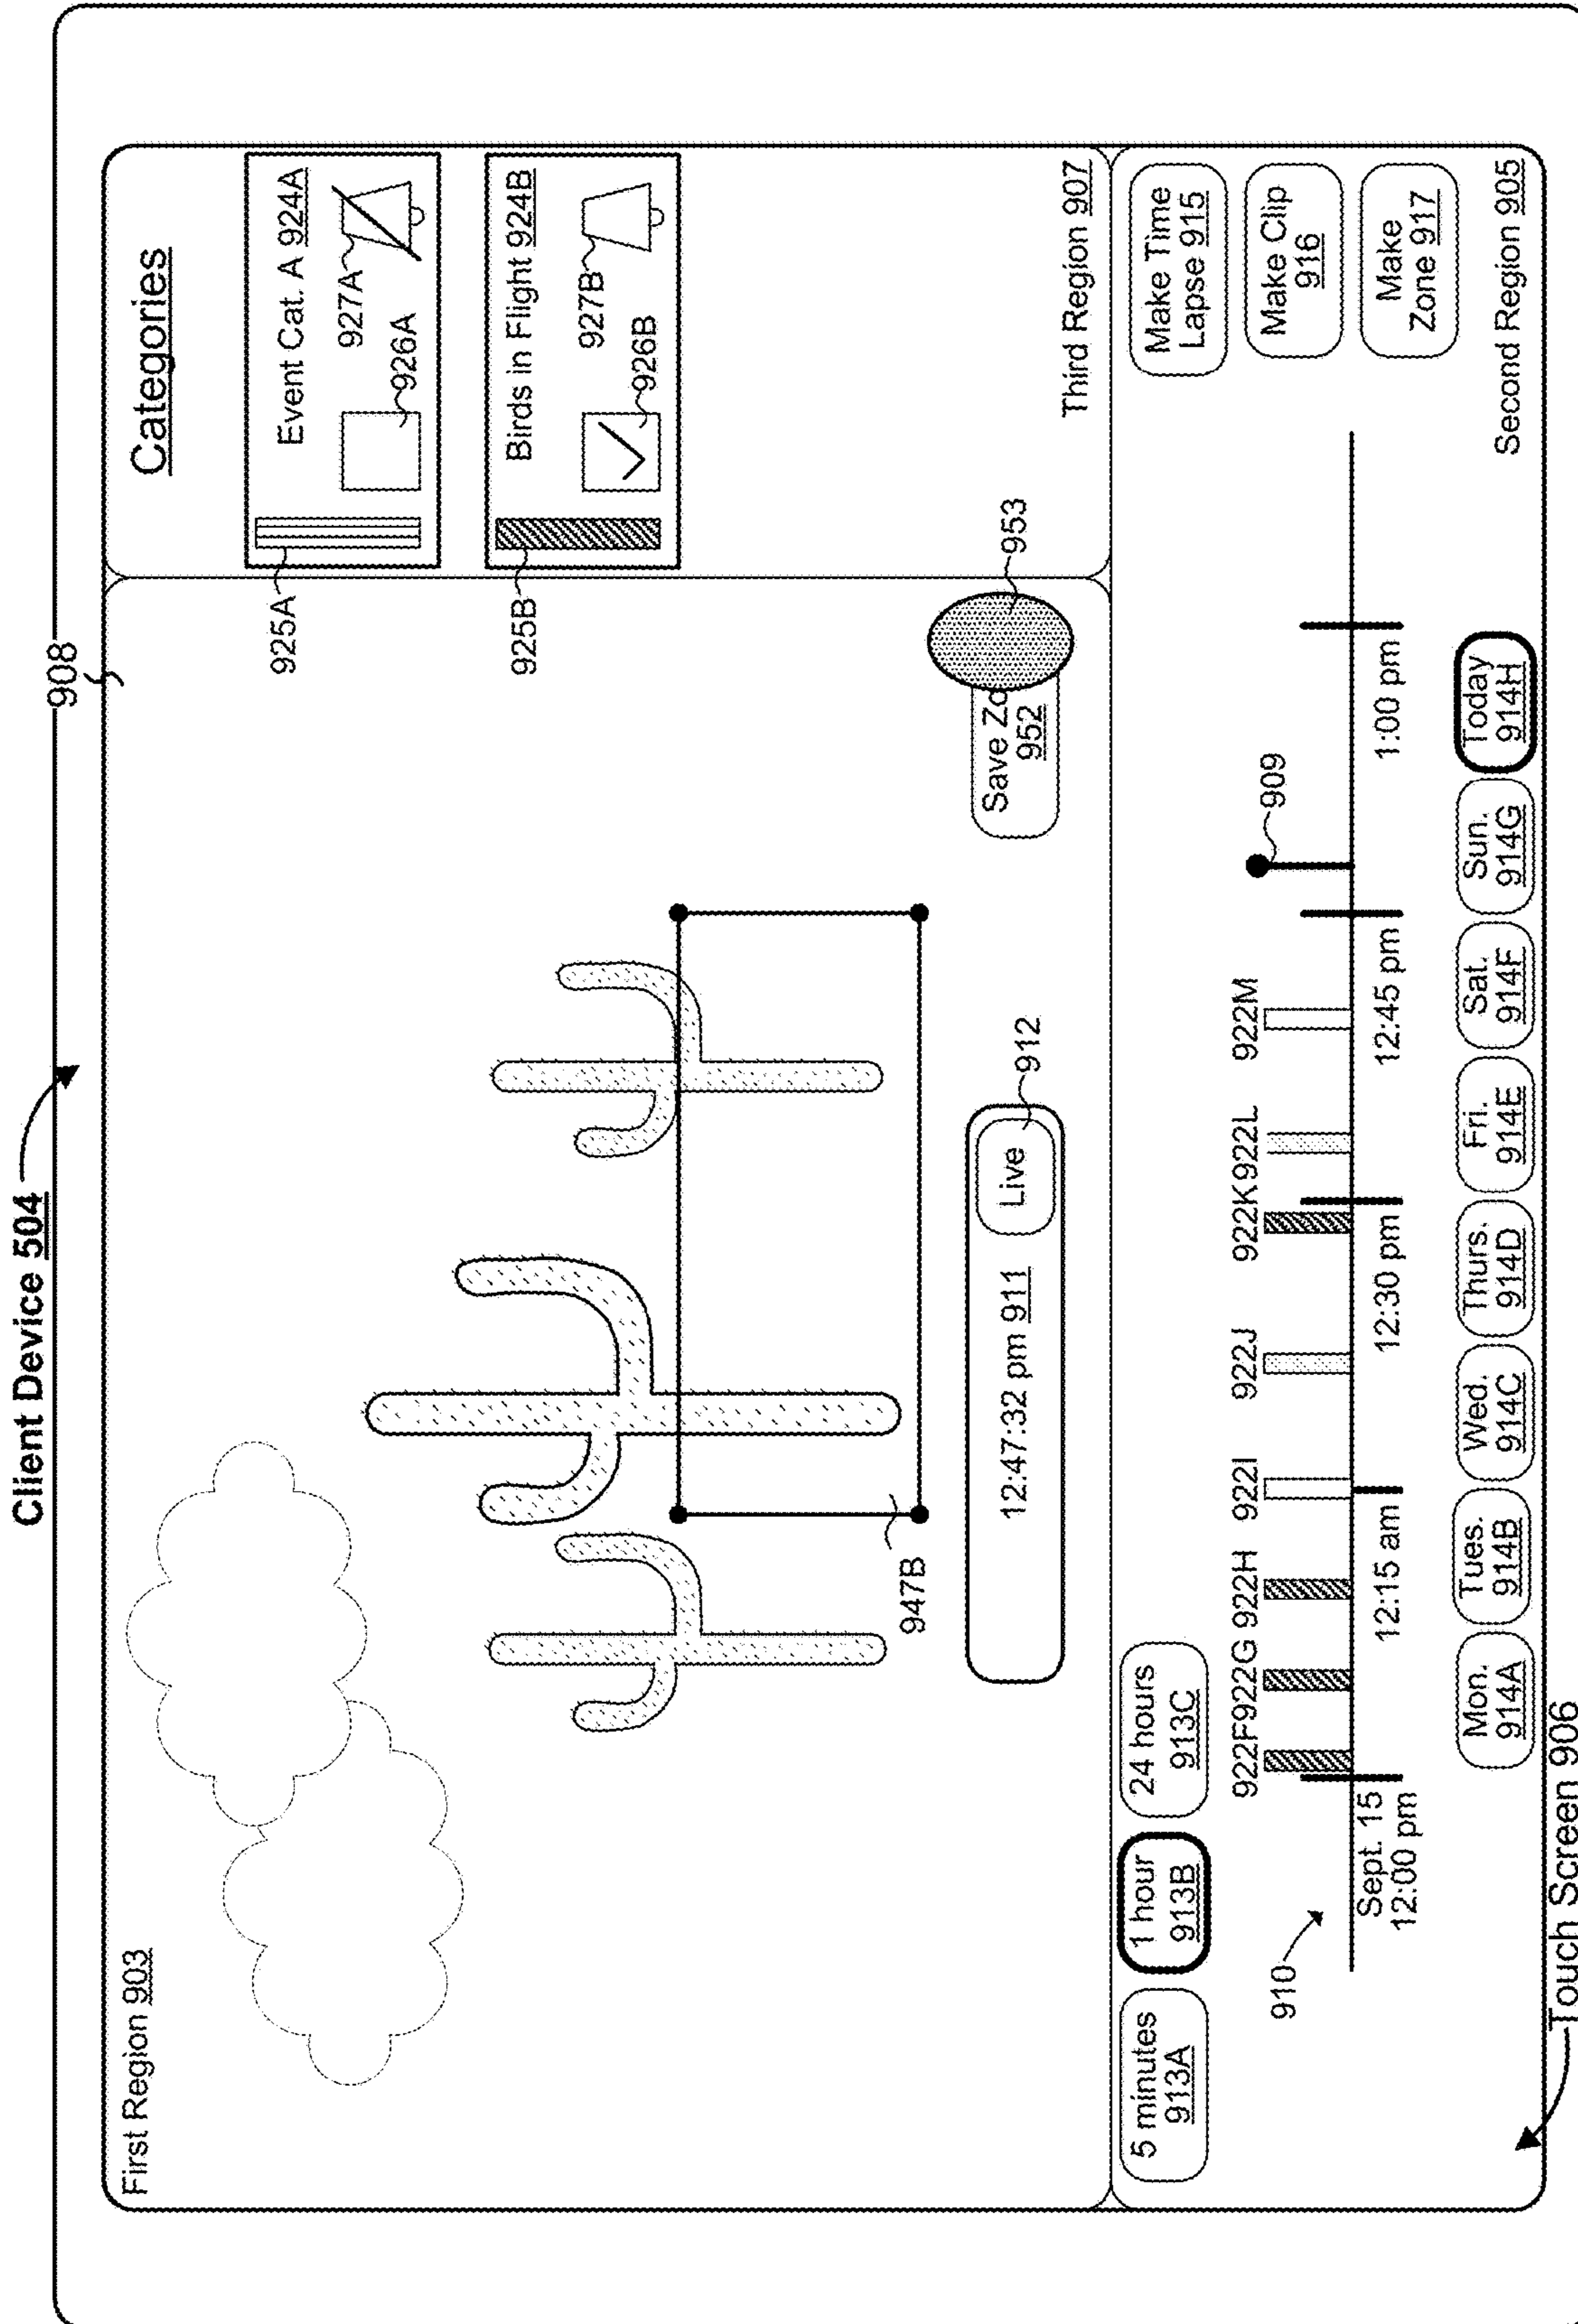 Client Device 504
908
First Region 903
Categories
925A
Event Cat. A 924A
926A
927A
925B
Birds in Flight 924B
926B
927B
947B
12:47:32 pm 911
Live
912
Save Zo
952
953
Third Region 907
5 minutes
913A
1 hour
913B
24 hours
913C
Make Time
Lapse 915
Make Clip
916
Make
Zone 917
910
922F 922G 922H 922I 922J 922K 922L 922M
909
Sept. 15
12:00 pm
12:15 am
12:30 pm
12:45 pm
1:00 pm
Mon.
914A
Tues.
914B
Wed.
914C
Thurs.
914D
Fri.
914E
Sat.
914F
Sun.
914G
Today
914H
Second Region 905
Touch Screen 906